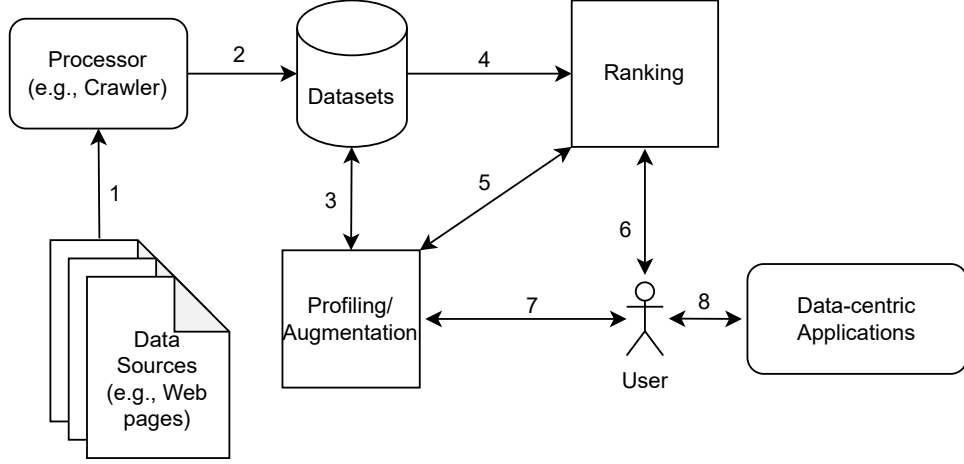 Processor
(e.g., Crawler)
2
Datasets
4
Ranking
1
3
5
6
Data
Sources
(e.g., Web
pages)
Profiling/
Augmentation
7
User
8
Data-centric
Applications